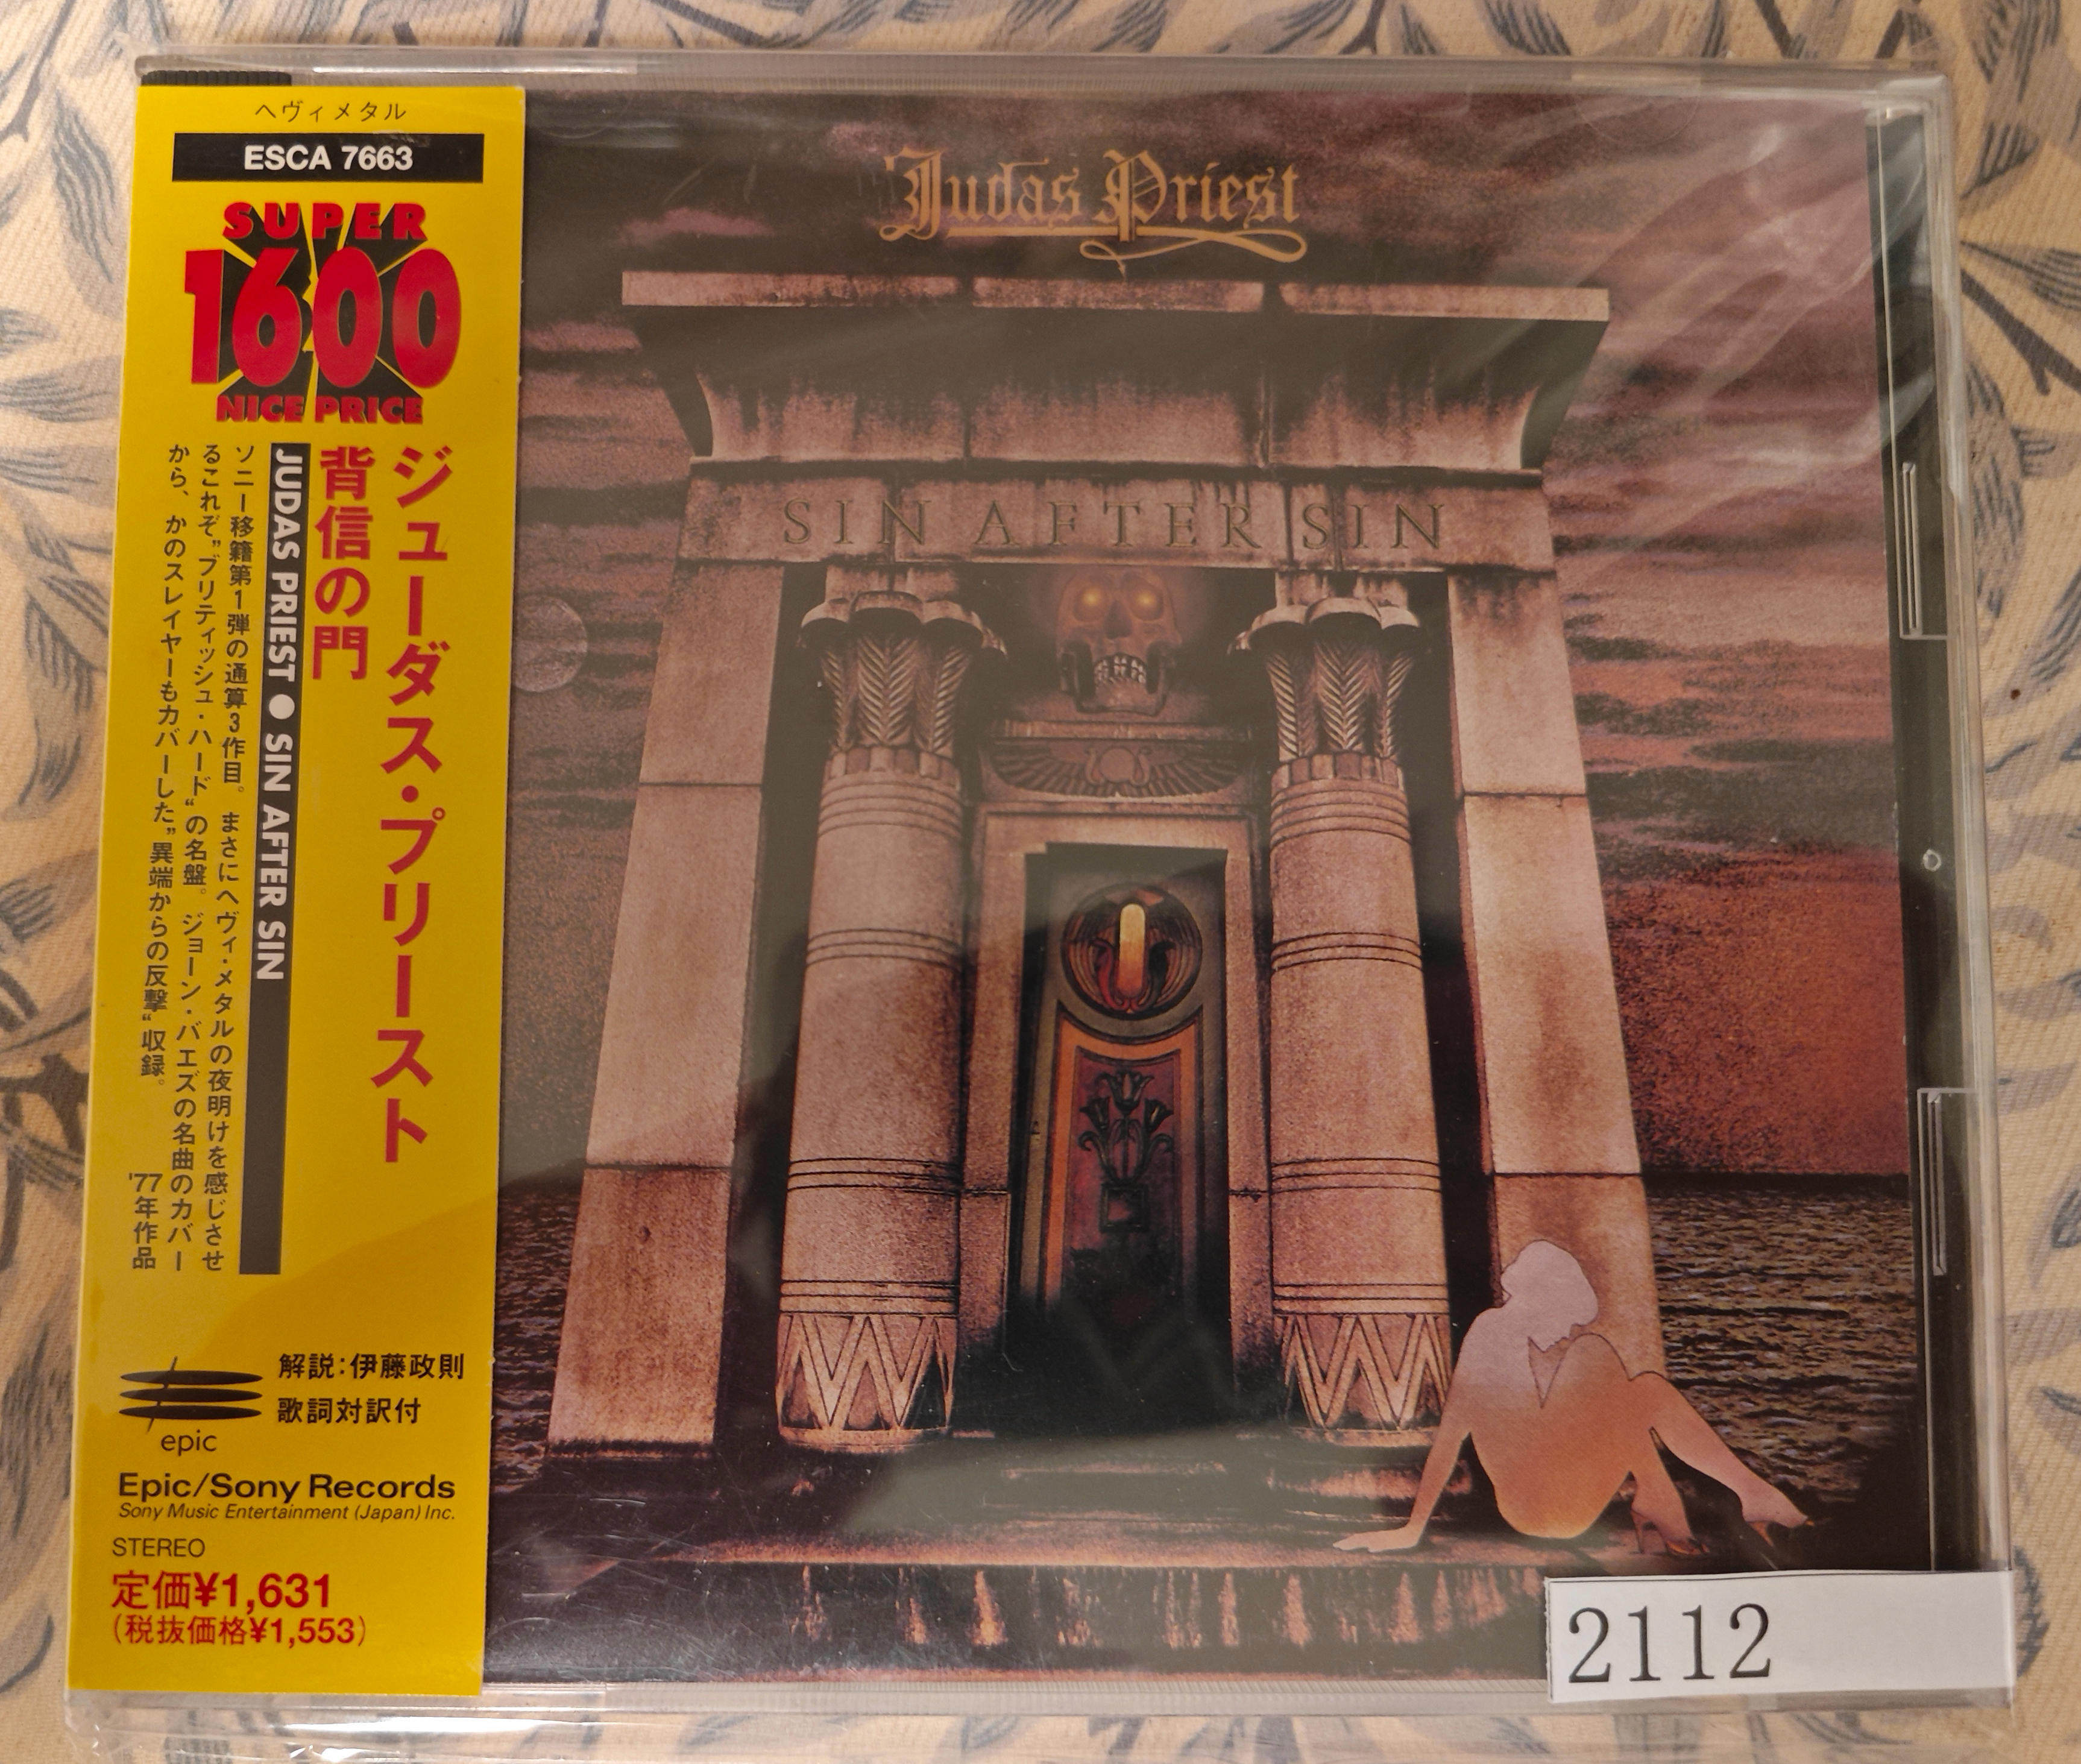 ヘヴィメタル
ESCA 7663
SUPER
1600
NICE PRICE
ジューダス・プリースト
背信の門
JUDAS PRIEST ● SIN AFTER SIN
ソニー移籍第1弾の通算3作目。まさにヘヴィ・メタルの夜明けを感じさせ
るこれぞ”ブリティッシュ・ハード“の名盤。ジョーン・バエズの名曲のカバー
から、かのスレイヤーもカバーした”異端からの反撃“収録。
'77年作品
解説:伊藤政則
歌詞対訳付
epic
Epic/Sony Records
Sony Music Entertainment (Japan) Inc.
STEREO
定価¥1,631
(税抜価格¥1,553)
Judas Priest
SIN AFTER SIN
2112